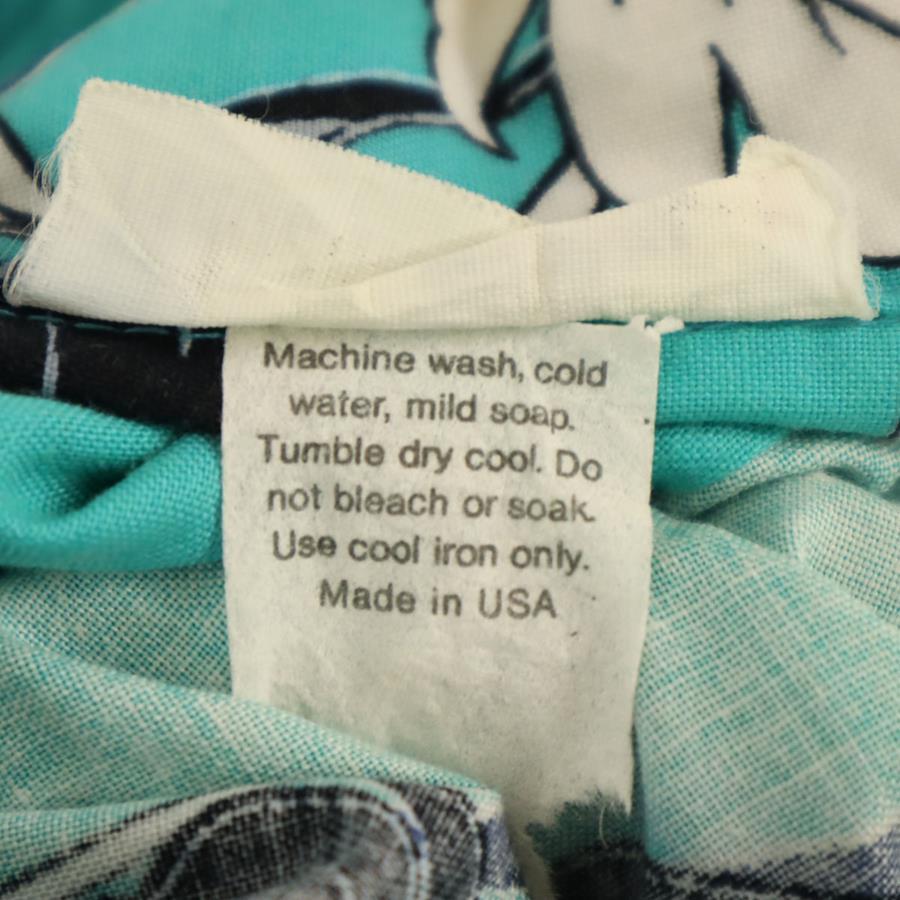 Machine wash, cold
water, mild soap.
Tumble dry cool. Do
not bleach or soak.
Use cool iron only.
Made in USA